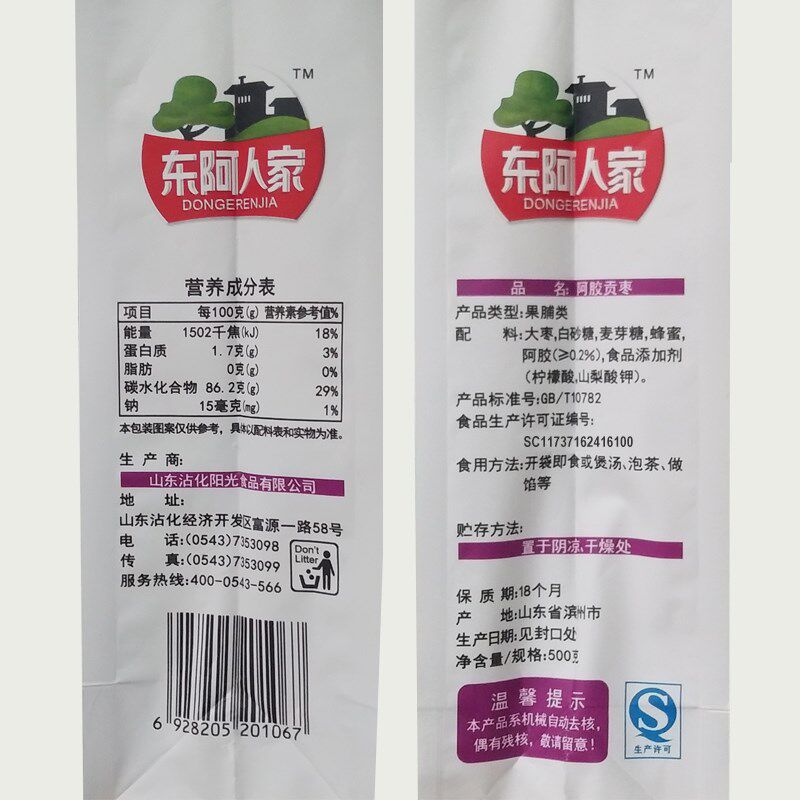 TM
东阿人家
DONGERENJIA
营养成分表
项目 每100克(g) 营养素参考值%
能量 1502千焦(kJ) 18%
蛋白质 1.7克(g) 3%
脂肪 0克(g) 0%
碳水化合物 86.2克(g) 29%
钠 15毫克(mg) 1%
本包装图案仅供参考，具体以配料表和实物为准。
生产商:
山东沾化阳光食品有限公司
地 址:
山东沾化经济开发区富源一路58号
电 话:(0543)7353098
传 真:(0543)7353099
服务热线:400-0543-566
Don't
Litter
6 928205 201067
TM
东阿人家
DONGERENJIA
品 名:阿胶贡枣
产品类型:果脯类
配 料:大枣,白砂糖,麦芽糖,蜂蜜,
阿胶(≥0.2%),食品添加剂
(柠檬酸,山梨酸钾)。
产品标准号:GB/T10782
食品生产许可证编号:
SC11737162416100
食用方法:开袋即食或煲汤、泡茶、做
馅等
贮存方法:
置于阴凉、干燥处
保 质 期:18个月
产 地:山东省滨州市
生产日期:见封口处
净含量/规格:500克
温馨提示
本产品系机械自动去核，
偶有残核，敬请留意！
生产许可